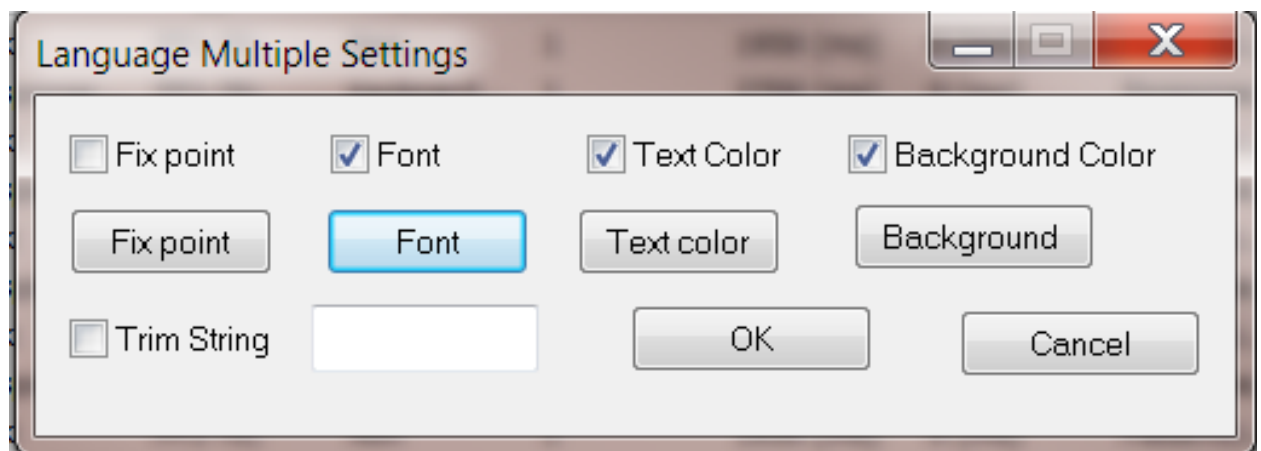 Language Multiple Settings
Fix point Font Text Color Background Color
Fix point Font Text color Background
Trim String OK Cancel